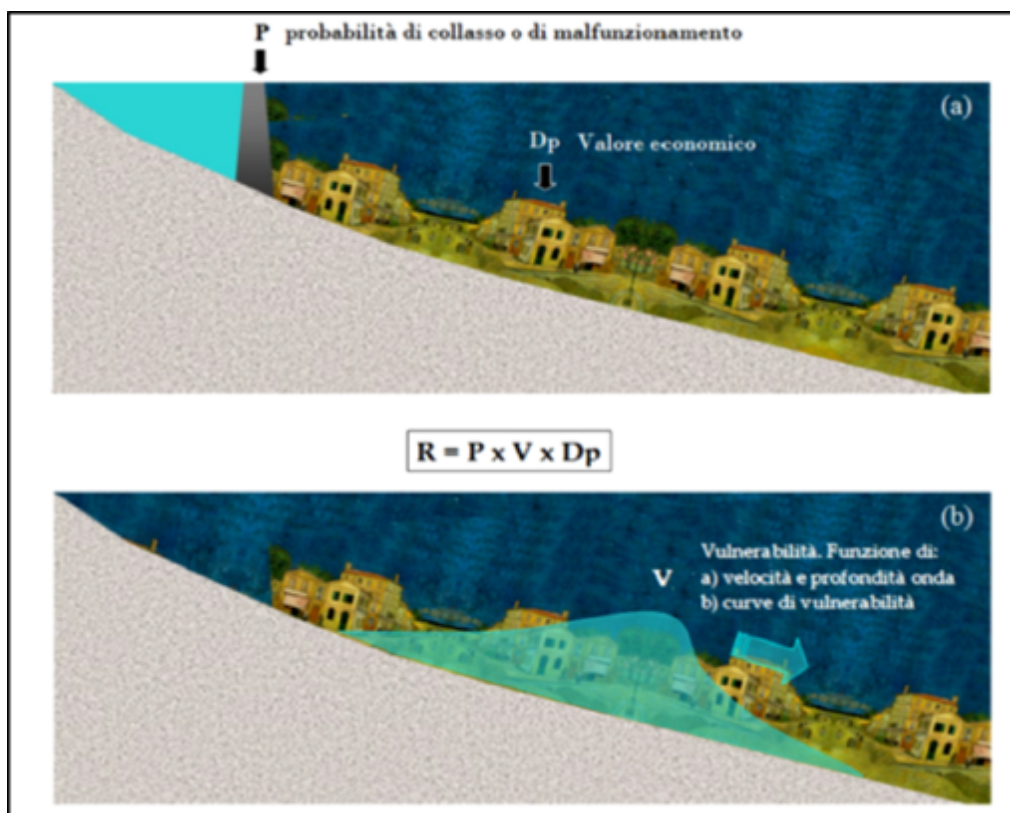 P probabilità di collasso o di malfunzionamento
(a)
Dp Valore economico
R = P x V x Dp
(b)
Vulnerabilità. Funzione di:
V a) velocità e profondità onda
b) curve di vulnerabilità